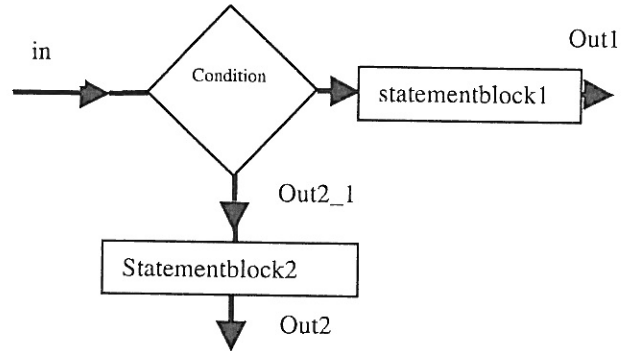 in
Out1
Condition
statementblock1
Out2_1
Statementblock2
Out2